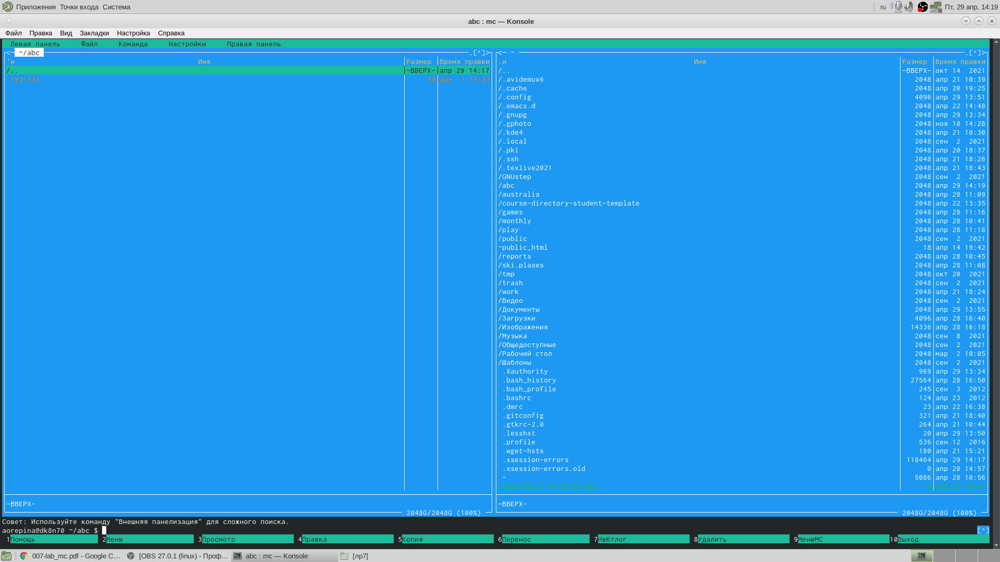 Приложения Точки входа Система
ru Пт, 29 апр, 14:19
abc : mc — Konsole
Файл Правка Вид Закладки Настройка Справка
Левая панель Файл Команда Настройки Правая панель
<─ ~/abc .[^]>
'и Имя Размер Время правки
/.. -ВВЕРХ- апр 29 14:17
rez.txt 48 дек 1 14:23
-ВВЕРХ-
2048G/2048G (100%)
<─ ~ .[^]>
.и Имя Размер Время правки
/.. -ВВЕРХ- окт 14 2021
/.avidemux6 2048 апр 21 10:39
/.cache 2048 апр 20 19:25
/.config 4096 апр 29 13:51
/.emacs.d 2048 апр 22 14:48
/.gnupg 2048 апр 29 13:34
/.gphoto 2048 ноя 10 14:28
/.kde4 2048 апр 21 10:30
/.local 2048 сен 2 2021
/.pki 2048 апр 20 18:37
/.ssh 2048 апр 21 18:26
/.texlive2021 2048 апр 21 18:43
/GNUstep 2048 сен 2 2021
/abc 2048 апр 29 14:19
/australia 2048 апр 28 11:09
/course-directory-student-template 2048 апр 22 13:35
/games 2048 апр 28 11:16
/monthly 2048 апр 28 10:41
/play 2048 апр 28 11:18
/public 2048 сен 2 2021
~public_html 18 апр 14 19:42
/reports 2048 апр 28 10:45
/ski.plases 2048 апр 28 11:08
/tmp 2048 окт 20 2021
/trash 2048 сен 2 2021
/work 2048 апр 21 18:24
/Видео 2048 сен 2 2021
/Документы 2048 апр 29 13:55
/Загрузки 4096 апр 28 16:40
/Изображения 14336 апр 28 16:18
/Музыка 2048 сен 8 2021
/Общедоступные 2048 сен 2 2021
/Рабочий стол 2048 мар 2 10:05
/Шаблоны 2048 сен 2 2021
.Xauthority 969 апр 29 13:34
.bash_history 27564 апр 28 16:50
.bash_profile 245 сен 3 2012
.bashrc 124 апр 23 2012
.dmrc 23 апр 22 16:38
.gitconfig 321 апр 21 18:40
.gtkrc-2.0 264 апр 21 10:44
.lesshst 20 апр 29 13:50
.profile 536 сен 12 2016
.wget-hsts 180 апр 21 15:21
.xsession-errors 118464 апр 29 14:17
.xsession-errors.old 0 апр 28 14:57
- 5086 апр 28 10:56
апр 21
-ВВЕРХ-
2048G/2048G (100%)
Совет: Используйте команду "Внешняя панелизация" для сложного поиска.
aorepina@dk8n70 ~/abc $ [^]
1Помощь 2Меню 3Просмотр 4Правка 5Копия 6Перенос 7НвКтлог 8Удалить 9МенюMC 10Выход
007-lab_mc.pdf - Google C... [OBS 27.0.1 (linux) - Проф... abc : mc — Konsole [лр7]